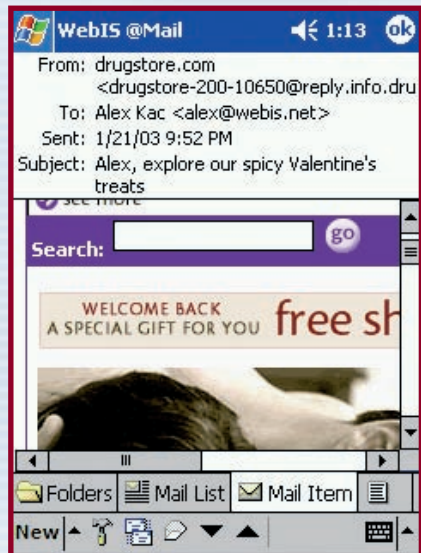 WebIS @Mail 1:13 ok
From: drugstore.com
<drugstore-200-10650@reply.info.dru
To: Alex Kac <alex@webis.net>
Sent: 1/21/03 9:52 PM
Subject: Alex, explore our spicy Valentine's
treats
see more
Search: go
WELCOME BACK
A SPECIAL GIFT FOR YOU free sh
Folders Mail List Mail Item
New